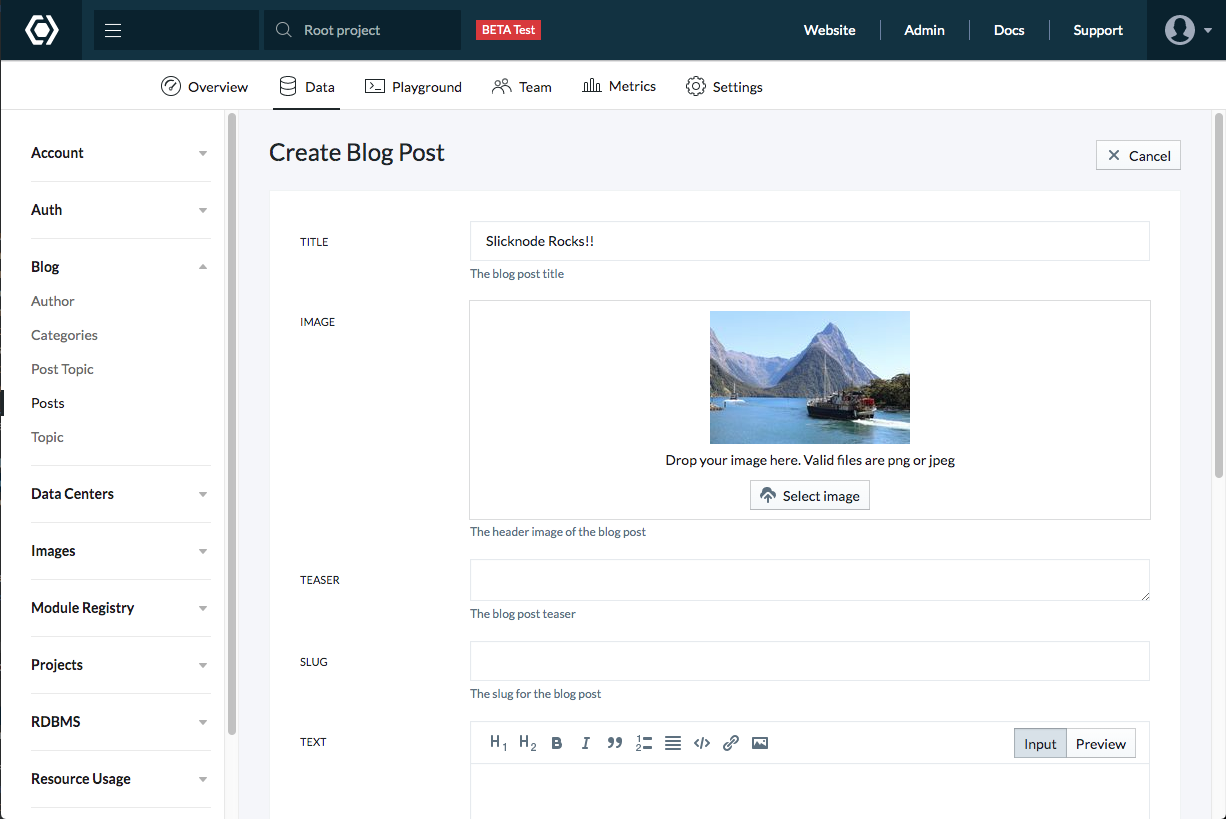 Root project
BETA Test
Website
Admin
Docs
Support
Overview
Data
Playground
Team
Metrics
Settings
Account
Auth
Blog
Author
Categories
Post Topic
Posts
Topic
Data Centers
Images
Module Registry
Projects
RDBMS
Resource Usage
Create Blog Post
Cancel
TITLE
Slicknode Rocks!!
The blog post title
IMAGE
Drop your image here. Valid files are png or jpeg
Select image
The header image of the blog post
TEASER
The blog post teaser
SLUG
The slug for the blog post
TEXT
H1 H2 B I
Input
Preview